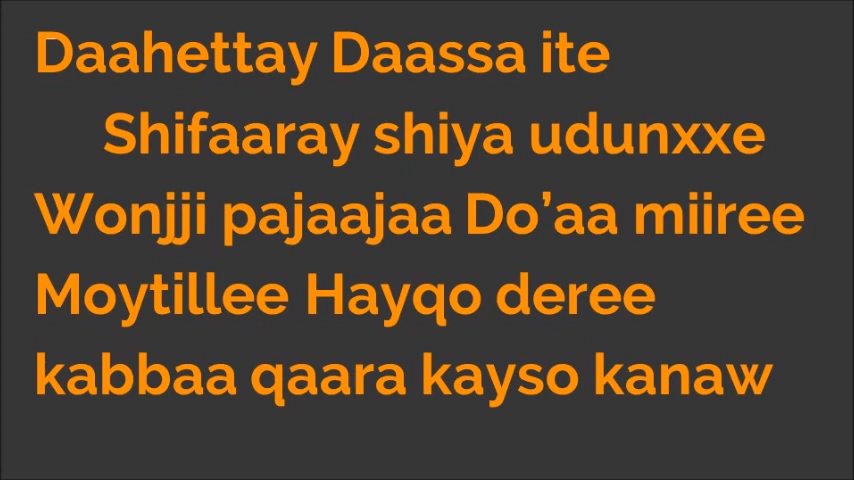 Daahettay Daassa ite
Shifaaray shiya udunxxe
Wonjji pajaajaa Do’aa miiree
Moytillee Hayqo deree
kabbaa qaara kayso kanaw